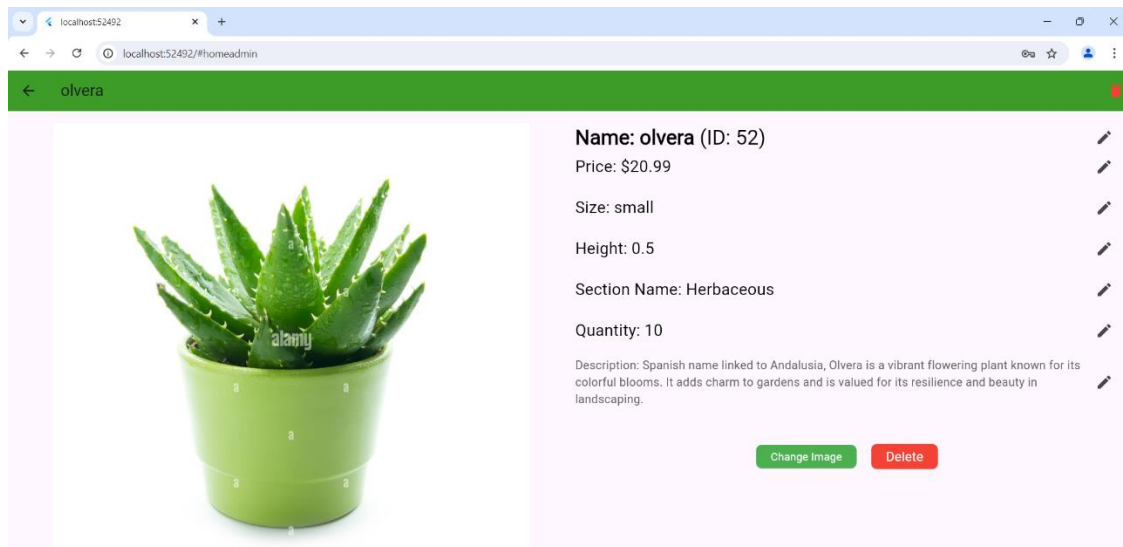 localhost:52492
localhost:52492/#homeadmin
olvera
Name: olvera (ID: 52)
Price: $20.99
Size: small
Height: 0.5
Section Name: Herbaceous
Quantity: 10
Description: Spanish name linked to Andalusia, Olvera is a vibrant flowering plant known for its
colorful blooms. It adds charm to gardens and is valued for its resilience and beauty in
landscaping.
Change Image Delete
a
a
alamy
a
a
a
a
a
a